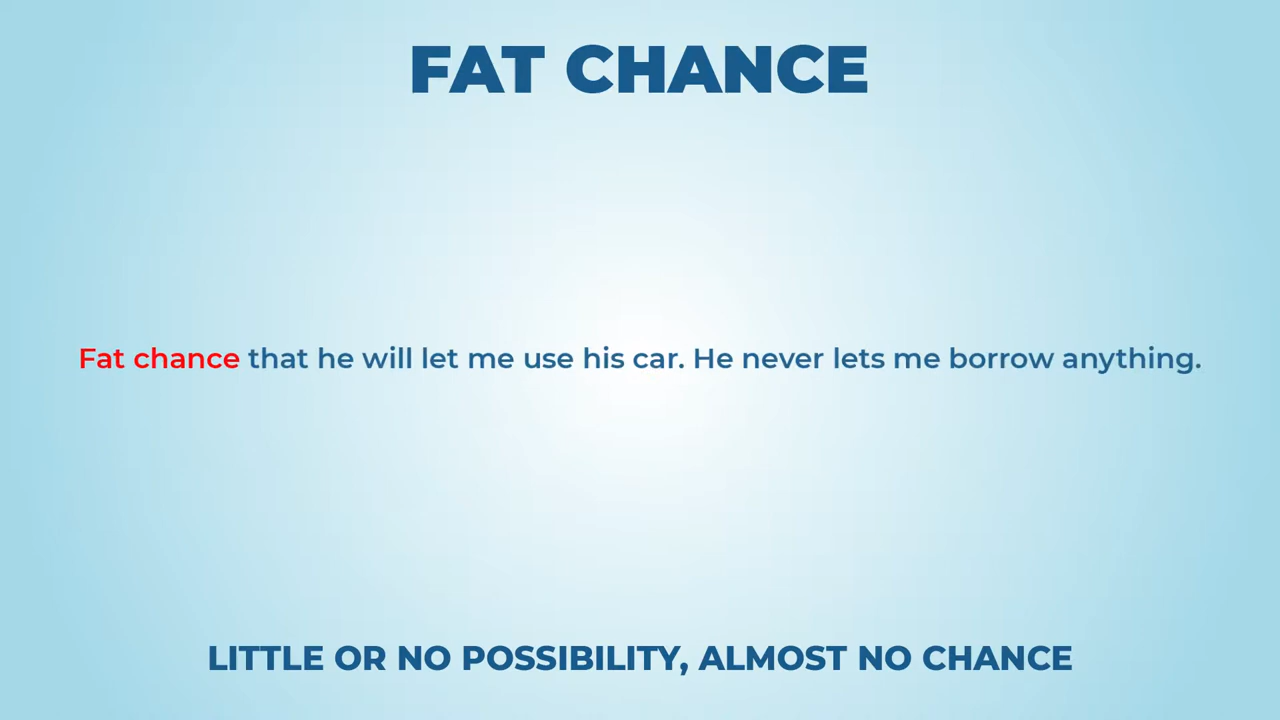 FAT CHANCE
Fat chance that he will let me use his car. He never lets me borrow anything.
LITTLE OR NO POSSIBILITY, ALMOST NO CHANCE